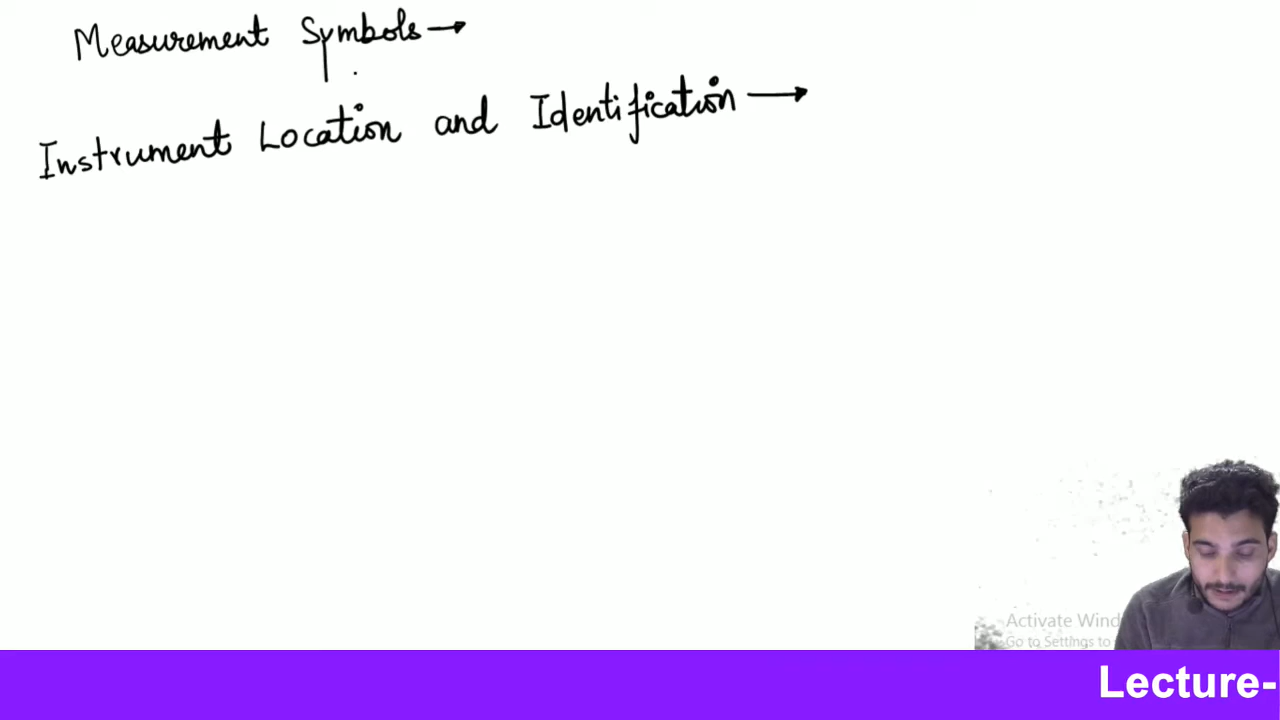 Measurement Symbols→
Instrument Location and Identification →
Activate Wind
Go to Settings to
Lecture-